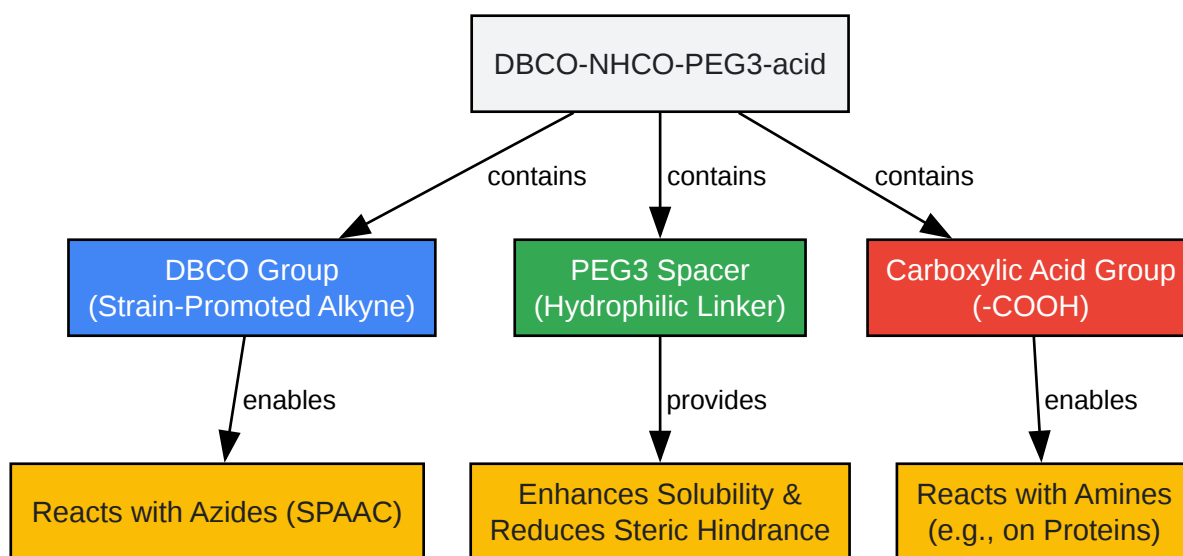 DBCO-NHCO-PEG3-acid
contains
contains
contains
DBCO Group
(Strain-Promoted Alkyne)
PEG3 Spacer
(Hydrophilic Linker)
Carboxylic Acid Group
(-COOH)
enables
provides
enables
Reacts with Azides (SPAAC)
Enhances Solubility &
Reduces Steric Hindrance
Reacts with Amines
(e.g., on Proteins)